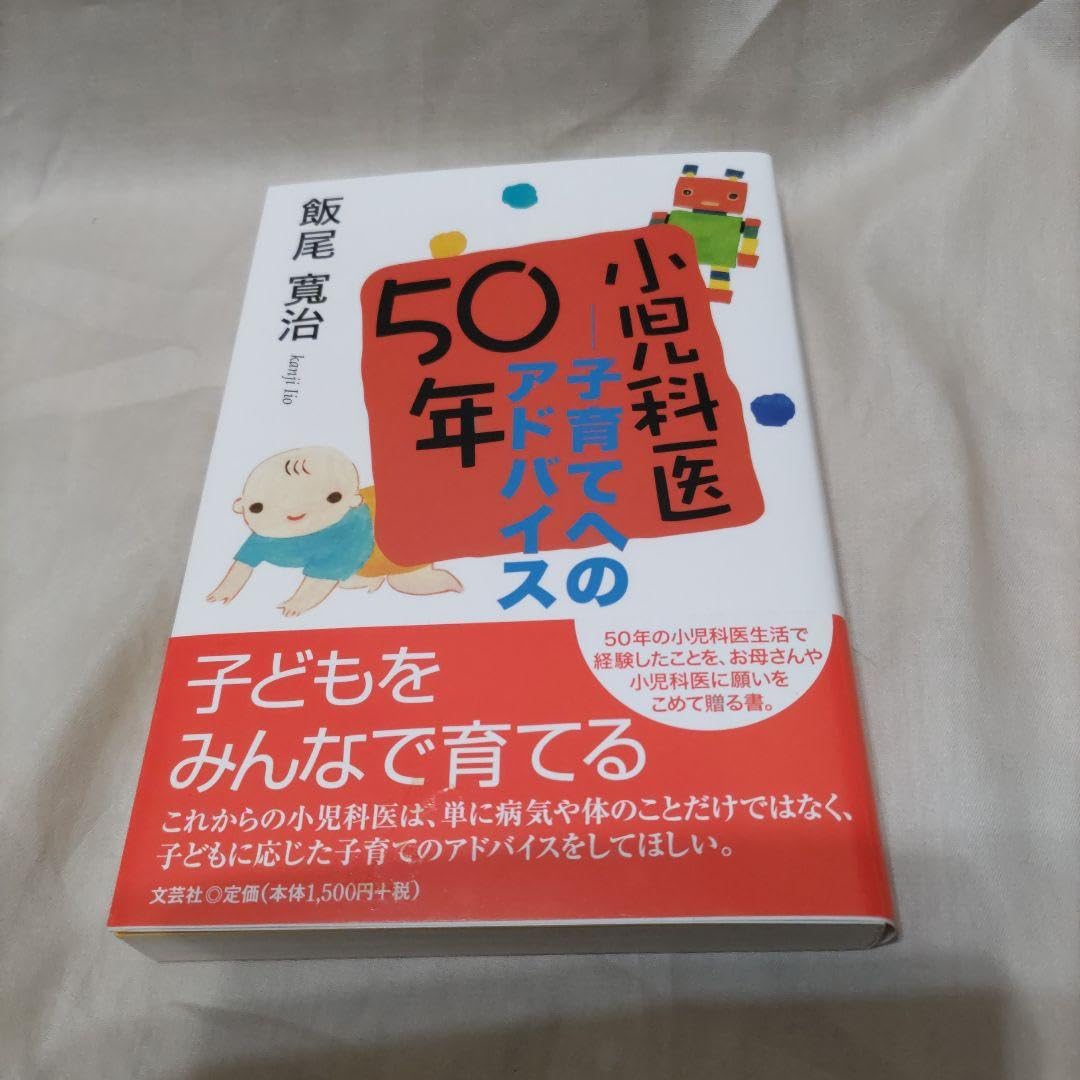 小児科医
50年
――子育てへの
アドバイス
飯尾 寛治
kanji Iio
50年の小児科医生活で
経験したことを、お母さんや
小児科医に願いを
こめて贈る書。
子どもを
みんなで育てる
これからの小児科医は、単に病気や体のことだけではなく、
子どもに応じた子育てのアドバイスをしてほしい。
文芸社◎定価(本体1,500円+税)